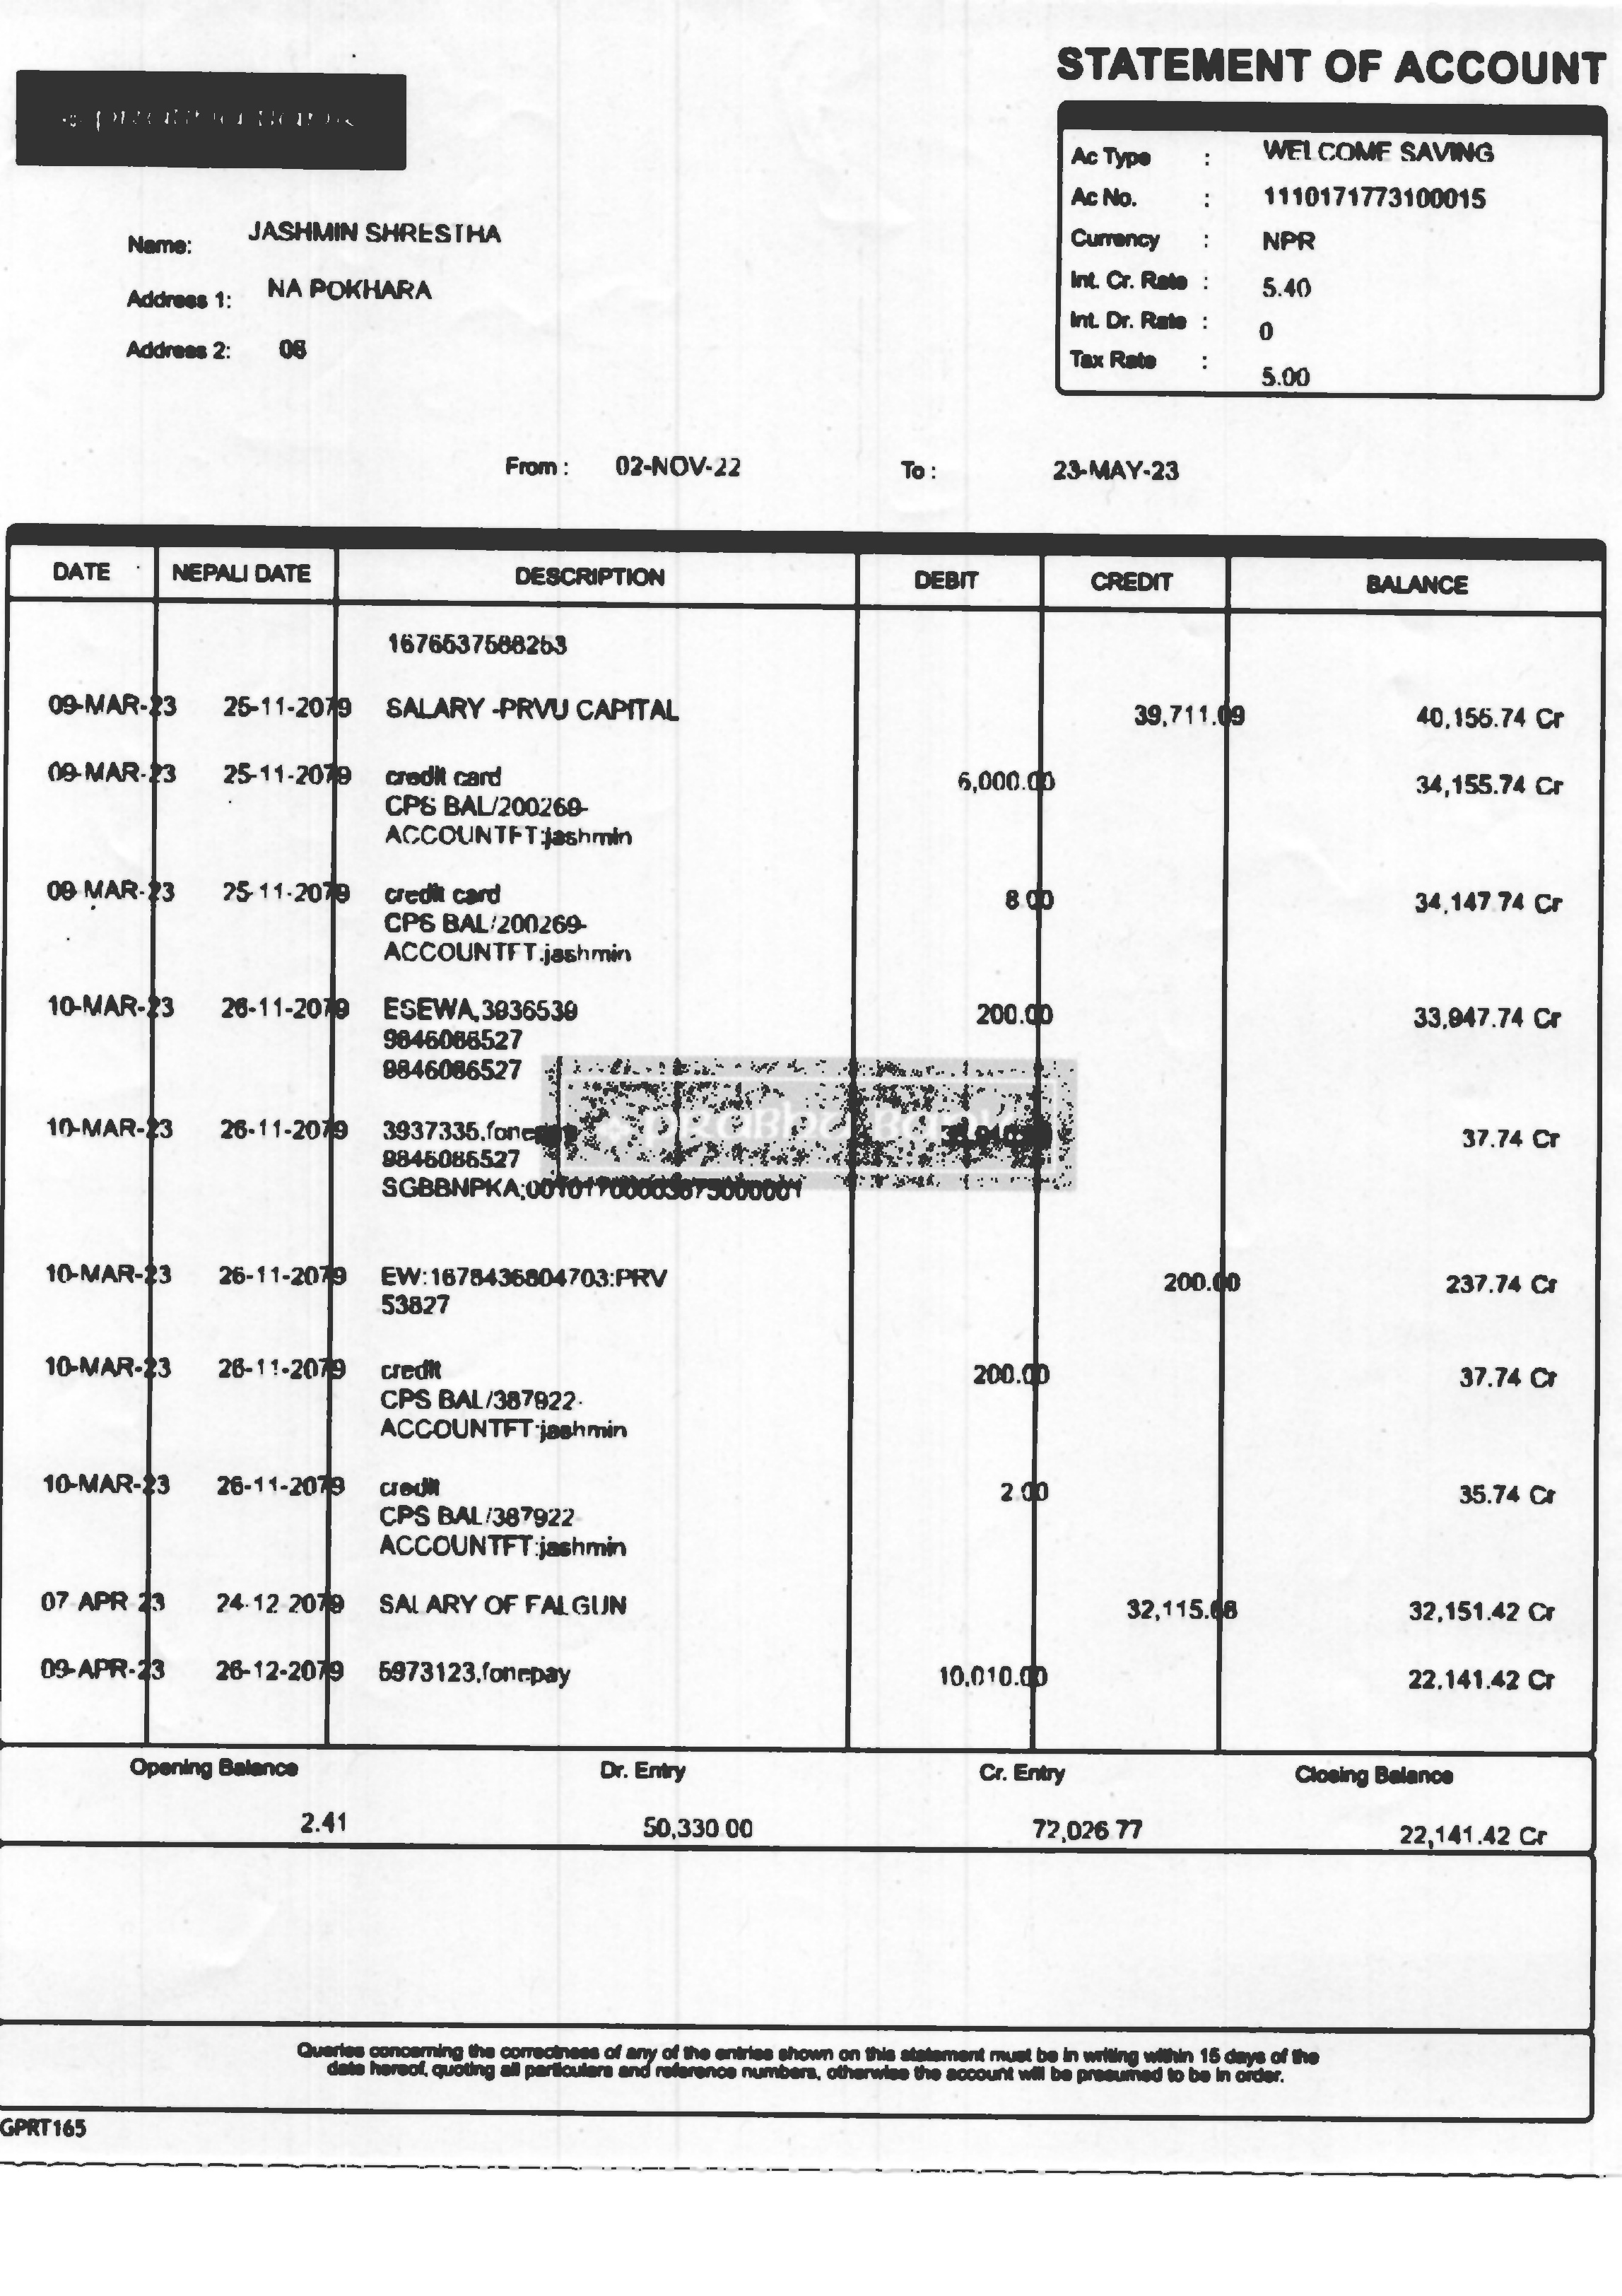 STATEMENT OF ACCOUNT
prabhu bank
Ac Type : WELCOME SAVING
Ac No. : 1110171773100015
Currency : NPR
Int. Cr. Rate : 5.40
Int. Dr. Rate : 0
Tax Rate : 5.00
Name: JASHMIN SHRESTHA
Address 1: NA POKHARA
Address 2: 08
From : 02-NOV-22 To : 23-MAY-23
DATE NEPALI DATE DESCRIPTION DEBIT CREDIT BALANCE
1676537588253
09-MAR-23 25-11-2079 SALARY -PRVU CAPITAL 39,711.09 40,155.74 Cr
09-MAR-23 25-11-2079 credit card 6,000.00 34,155.74 Cr
CPS BAL/200269-
ACCOUNTFT:jashmin
09-MAR-23 25-11-2079 credit card 8.00 34,147.74 Cr
CPS BAL/200269-
ACCOUNTFT:jashmin
10-MAR-23 26-11-2079 ESEWA,3936539 200.00 33,947.74 Cr
9846086527
9846086527
prabhu bank
10-MAR-23 26-11-2079 3937335,fonepay 37.74 Cr
9846086527
10-MAR-23 26-11-2079 EW:1678436804703:PRV 200.00 237.74 Cr
53827
10-MAR-23 26-11-2079 credit 200.00 37.74 Cr
CPS BAL/387922-
ACCOUNTFT:jashmin
10-MAR-23 26-11-2079 credit 2.00 35.74 Cr
CPS BAL/387922
ACCOUNTFT:jashmin
07 APR 23 24-12 2079 SALARY OF FALGUN 32,115.68 32,151.42 Cr
09-APR-23 26-12-2079 5973123,fonepay 10,010.00 22,141.42 Cr
Opening Balance Dr. Entry Cr. Entry Closing Balance
2.41 50,330.00 72,026.77 22,141.42 Cr
Queries concerning the correctness of any of the entries shown on this statement must be in writing within 15 days of the
date hereof, quoting all particulars and reference numbers, otherwise the account will be presumed to be in order.
GPRT165